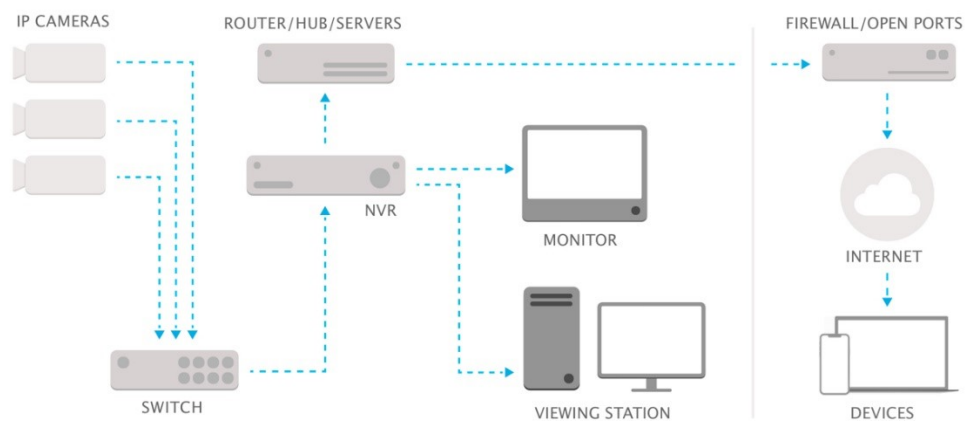 IP CAMERAS
ROUTER/HUB/SERVERS
FIREWALL/OPEN PORTS
NVR
MONITOR
INTERNET
SWITCH
VIEWING STATION
DEVICES